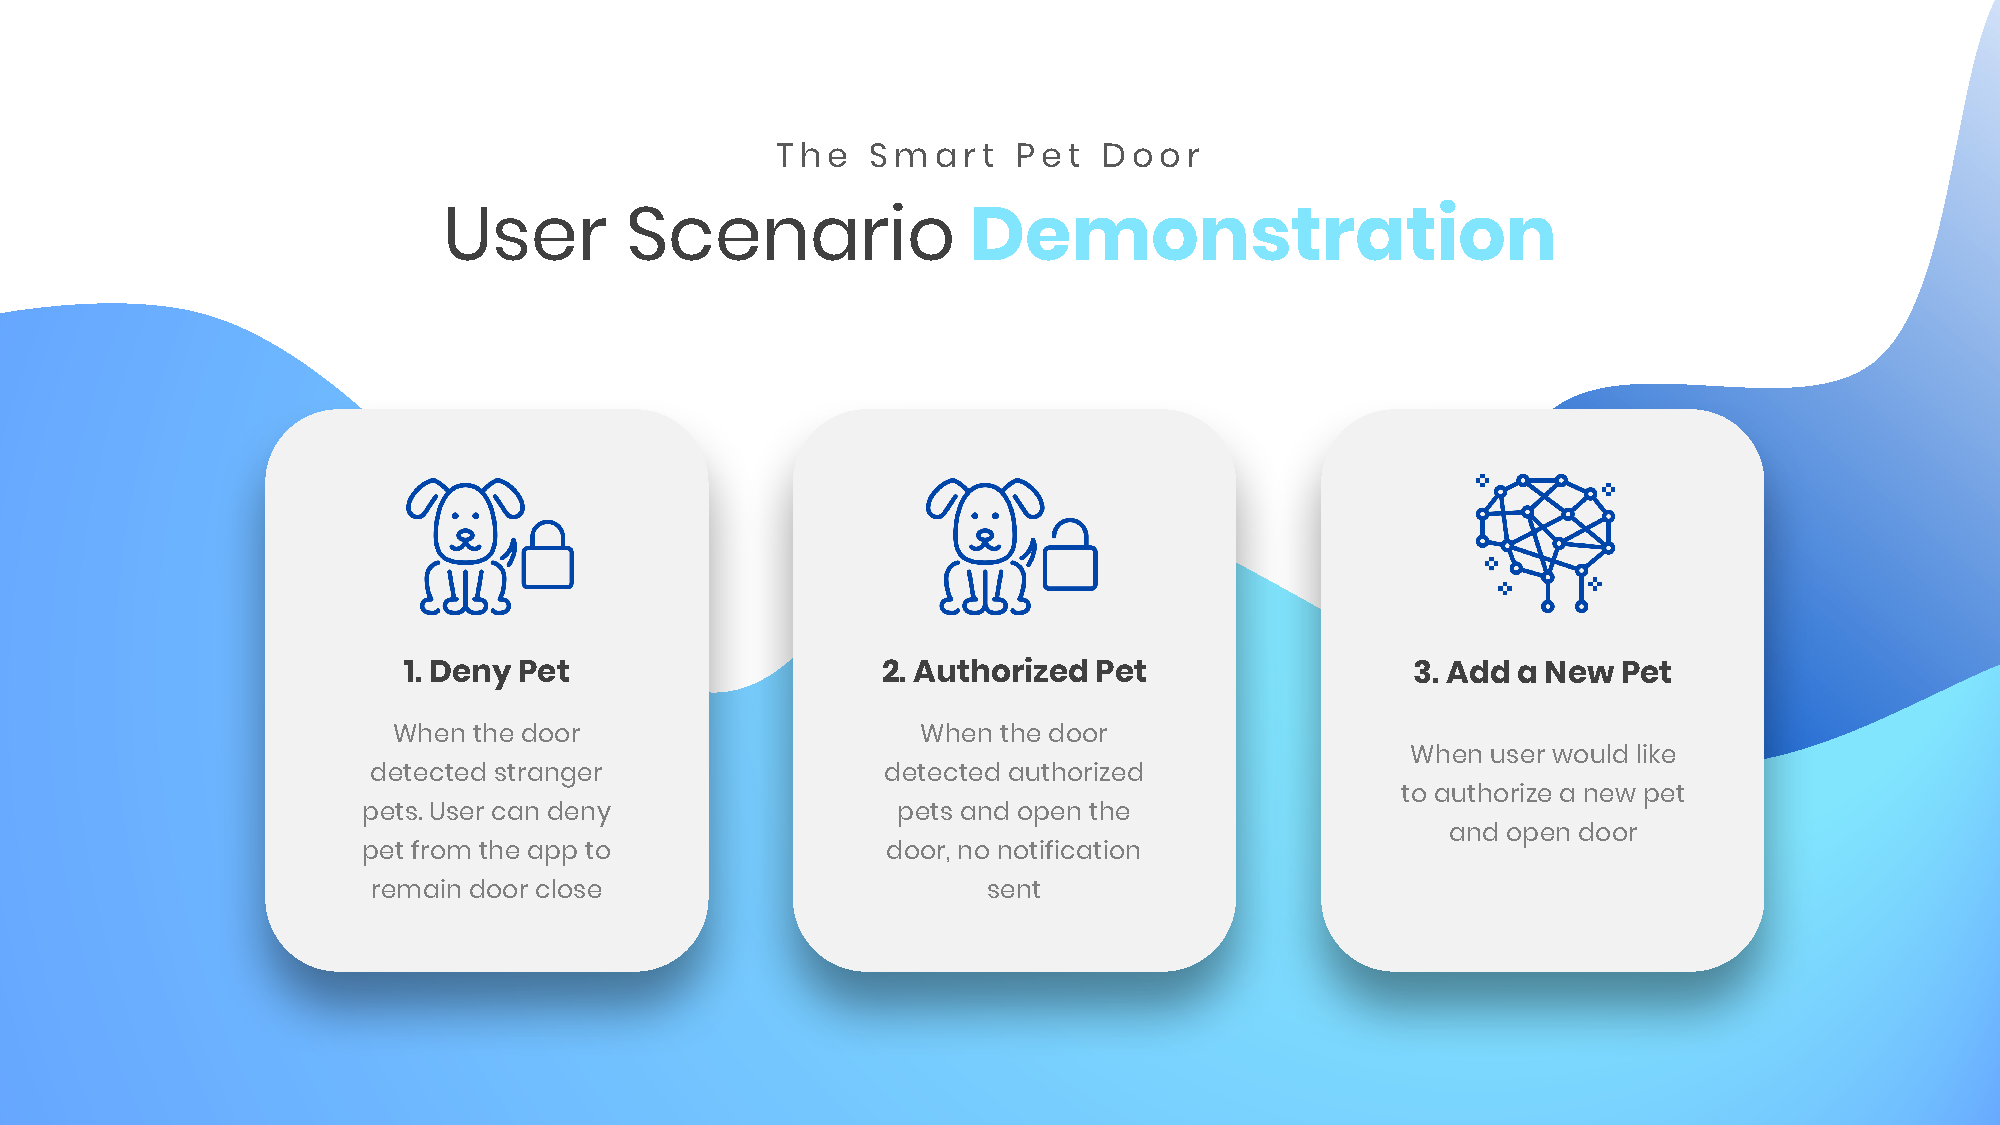 The Smart Pet Door
User Scenario Demonstration
1. Deny Pet
When the door
detected stranger
pets. User can deny
pet from the app to
remain door close
2. Authorized Pet
When the door
detected authorized
pets and open the
door, no notification
sent
3. Add a New Pet
When user would like
to authorize a new pet
and open door